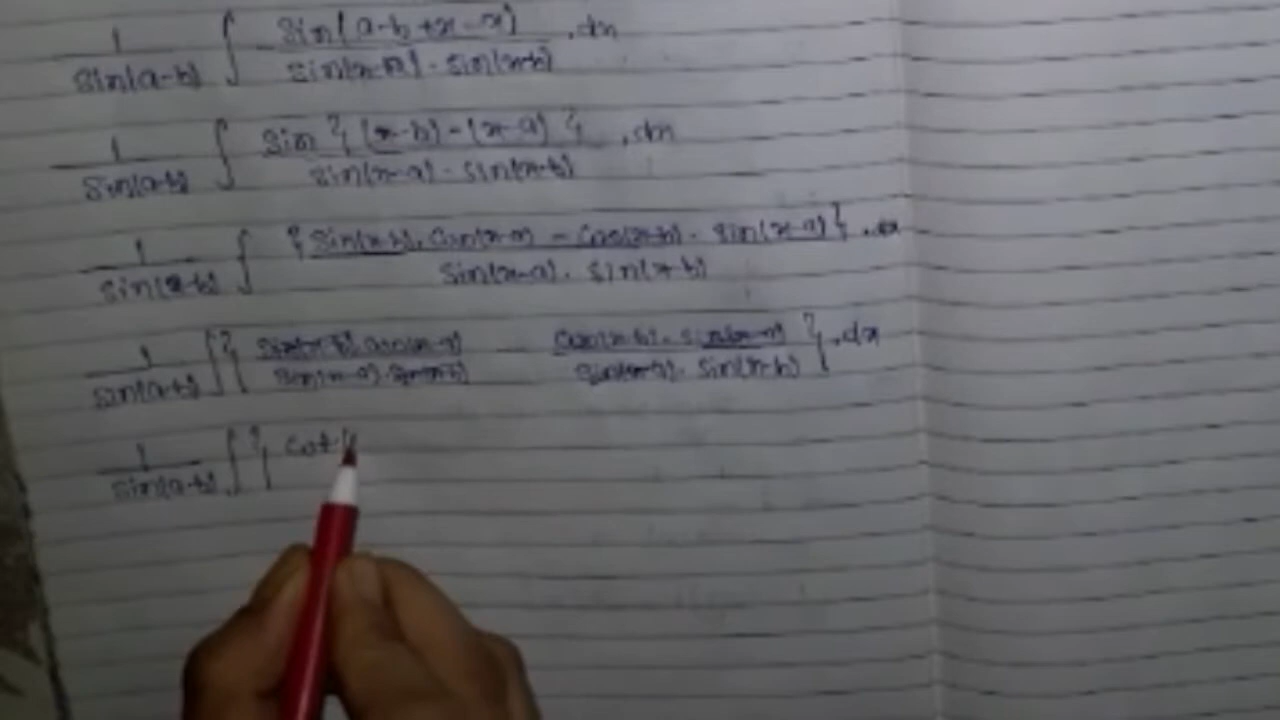 1/sin(a-b) ∫ sin(a-b+x-x)/sin(x-a).sin(x-b) .dx
1/sin(a-b) ∫ sin{(x-b)-(x-a)}/sin(x-a).sin(x-b) .dx
1/sin(a-b) ∫ {sin(x-b).cos(x-a) - cos(x-b).sin(x-a)}/sin(x-a).sin(x-b) .dx
1/sin(a-b) ∫{ sin(x-b).cos(x-a)/sin(x-a).sin(x-b) cos(x-b).sin(x-a)/sin(x-a).sin(x-b) }.dx
1/sin(a-b) ∫{ cot(